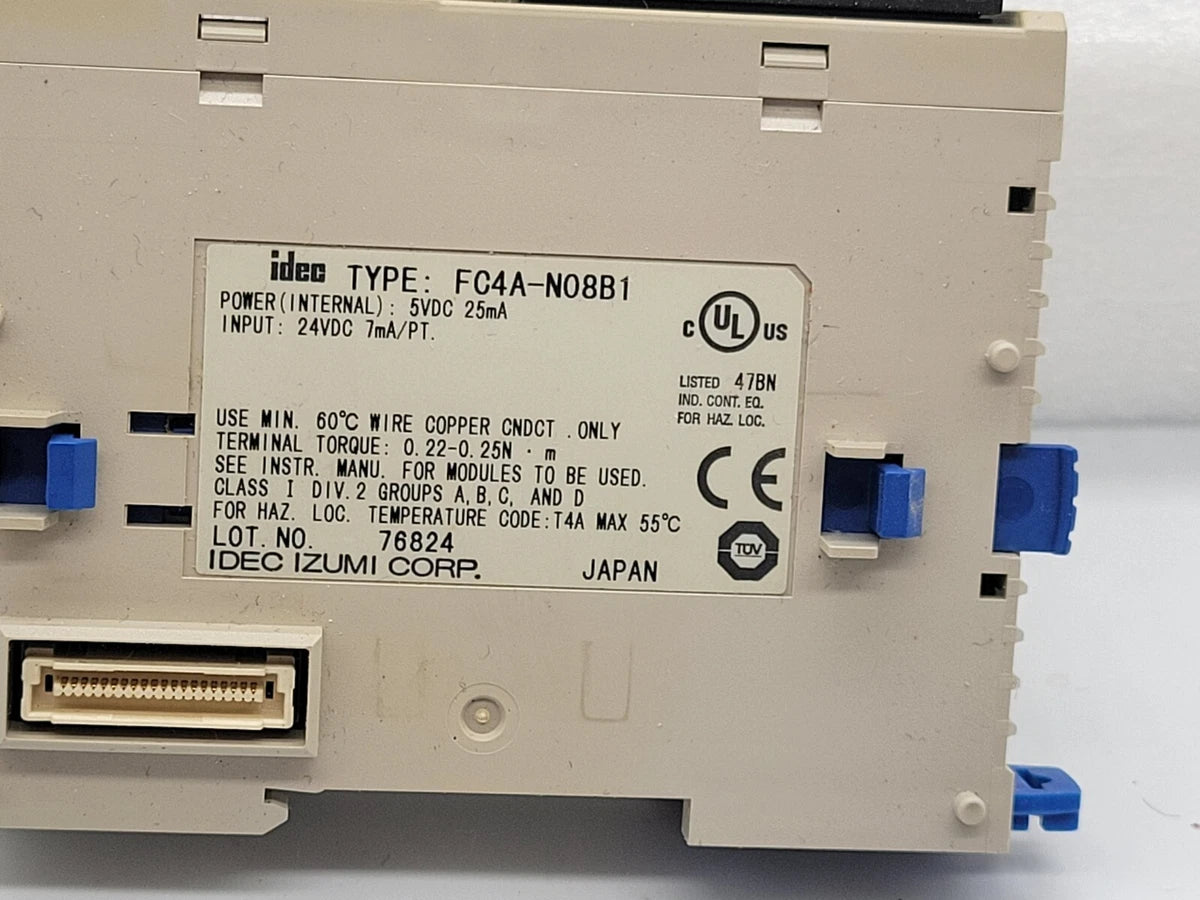 idec TYPE: FC4A-N08B1
POWER(INTERNAL): 5VDC 25mA
INPUT: 24VDC 7mA/PT.
C UL US
LISTED 47BN
IND. CONT. EQ.
FOR HAZ. LOC.
USE MIN. 60℃ WIRE COPPER CNDCT .ONLY
TERMINAL TORQUE: 0.22-0.25N · m
SEE INSTR. MANU. FOR MODULES TO BE USED.
CLASS I DIV.2 GROUPS A,B,C, AND D
FOR HAZ. LOC. TEMPERATURE CODE:T4A MAX 55℃
LOT.NO. 76824
IDEC IZUMI CORP. JAPAN
CE
TÜV